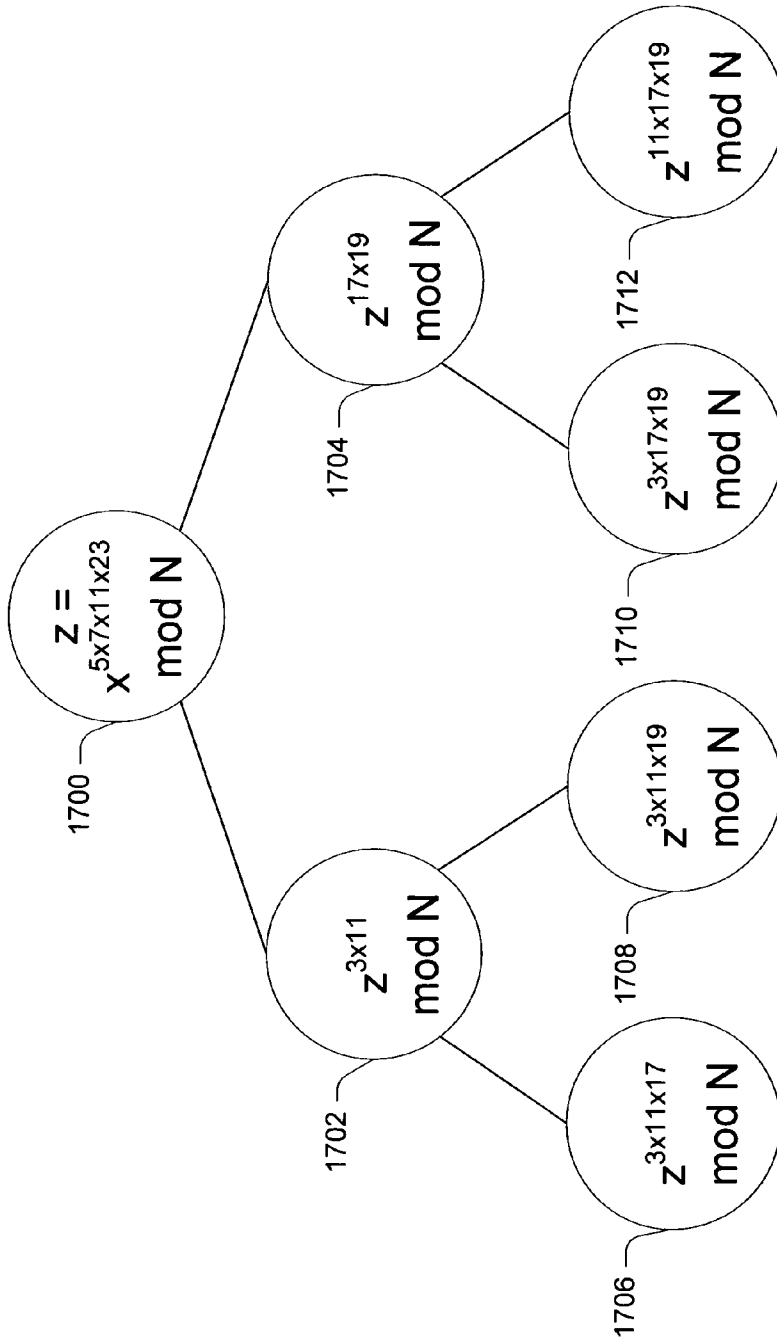 1700
z =
x^5x7x11x23
mod N
1702
z^3x11
mod N
1704
z^17x19
mod N
1706
z^3x11x17
mod N
1708
z^3x11x19
mod N
1710
z^3x17x19
mod N
1712
z^11x17x19
mod N